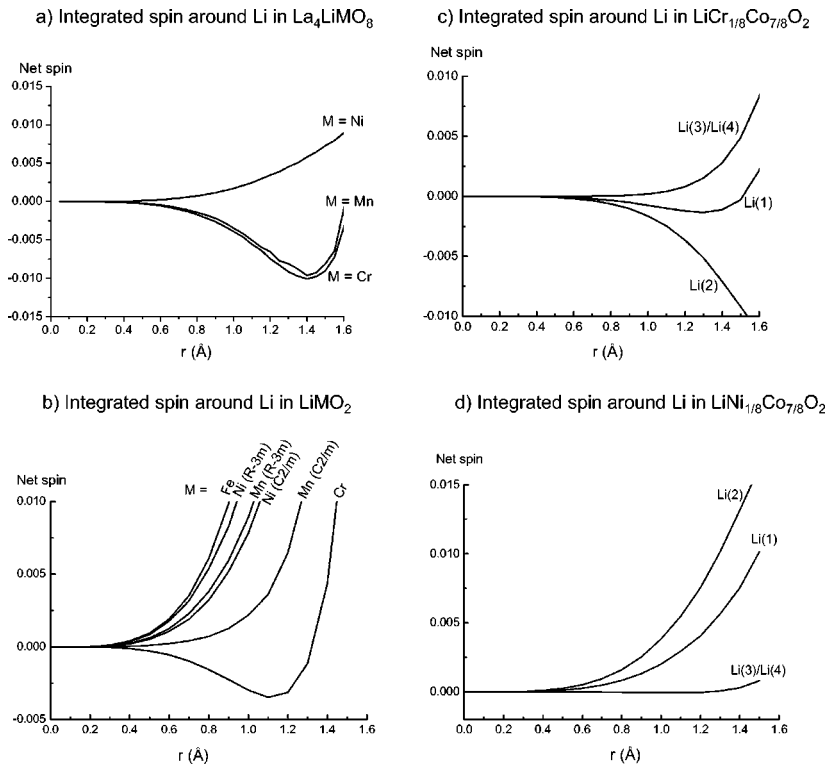 a) Integrated spin around Li in La₄LiMO₈
Net spin
0.015
0.010
0.005
0.000
-0.005
-0.010
-0.015
M = Ni
M = Mn
M = Cr
0.0 0.2 0.4 0.6 0.8 1.0 1.2 1.4 1.6
r (Å)
c) Integrated spin around Li in LiCr₁/₈Co₇/₈O₂
Net spin
0.010
0.005
0.000
-0.005
-0.010
Li(3)/Li(4)
Li(1)
Li(2)
0.0 0.2 0.4 0.6 0.8 1.0 1.2 1.4 1.6
r (Å)
b) Integrated spin around Li in LiMO₂
Net spin
0.010
0.005
0.000
-0.005
M =
Fe
Ni (R-3m)
Mn (R-3m)
Ni (C2/m)
Mn (C2/m)
Cr
0.0 0.2 0.4 0.6 0.8 1.0 1.2 1.4 1.6
r (Å)
d) Integrated spin around Li in LiNi₁/₈Co₇/₈O₂
Net spin
0.015
0.010
0.005
0.000
Li(2)
Li(1)
Li(3)/Li(4)
0.0 0.2 0.4 0.6 0.8 1.0 1.2 1.4 1.6
r (Å)